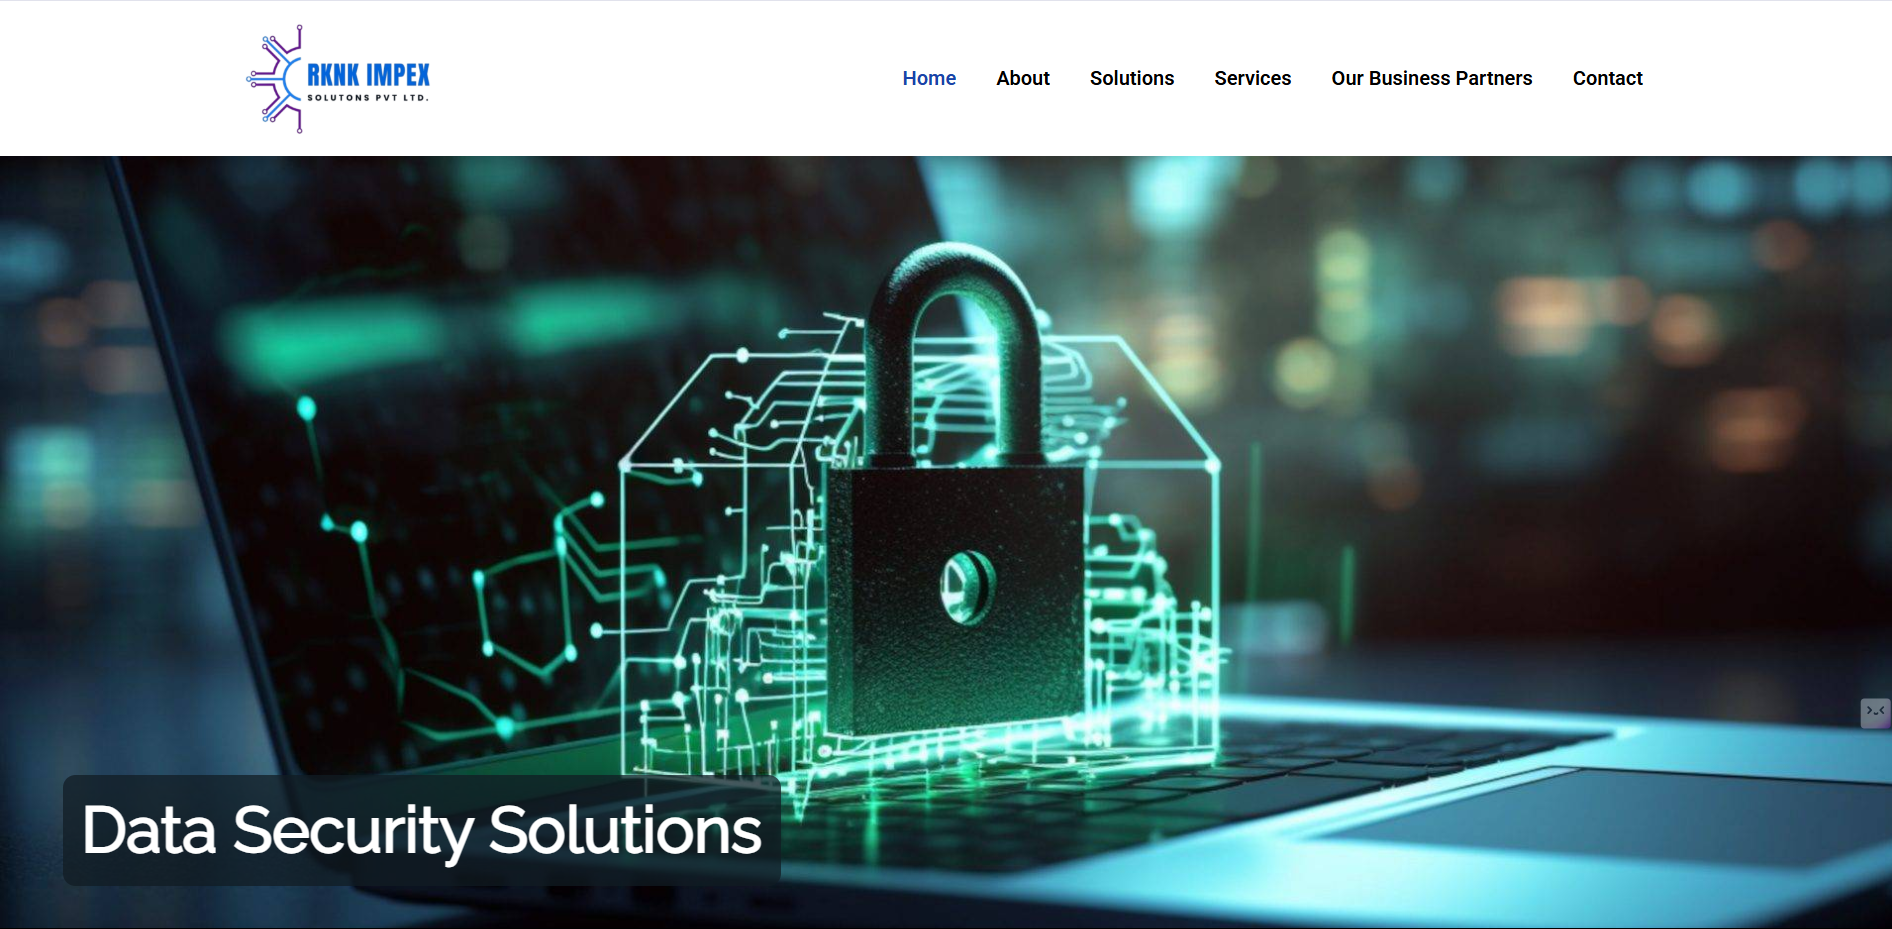 RKNK IMPEX
SOLUTONS PVT LTD.
Home About Solutions Services Our Business Partners Contact
Data Security Solutions